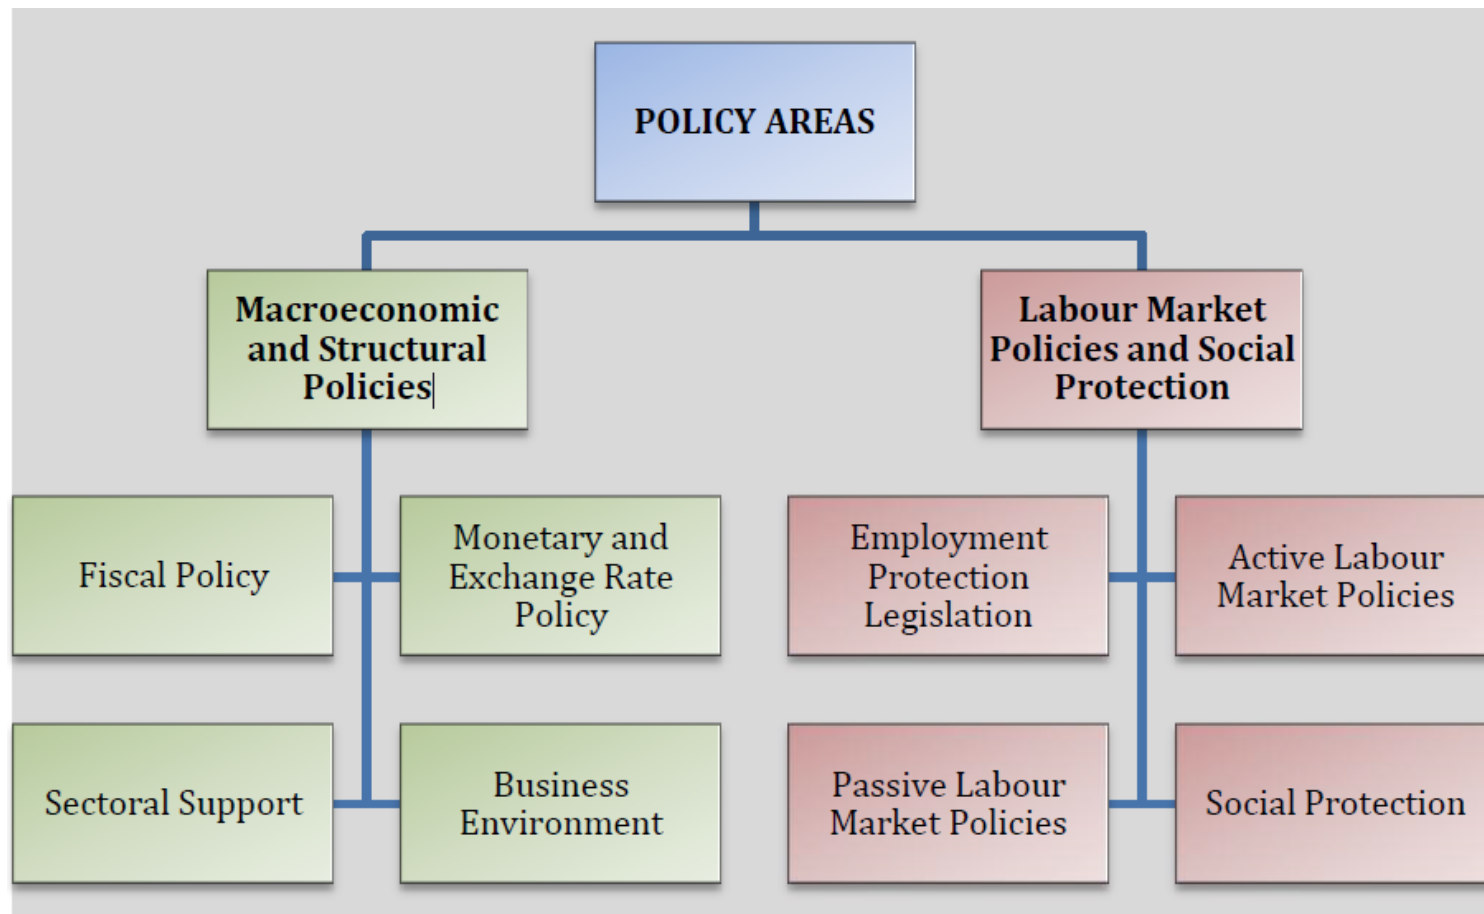 POLICY AREAS
Macroeconomic
and Structural
Policies
Labour Market
Policies and Social
Protection
Fiscal Policy
Monetary and
Exchange Rate
Policy
Employment
Protection
Legislation
Active Labour
Market Policies
Sectoral Support
Business
Environment
Passive Labour
Market Policies
Social Protection